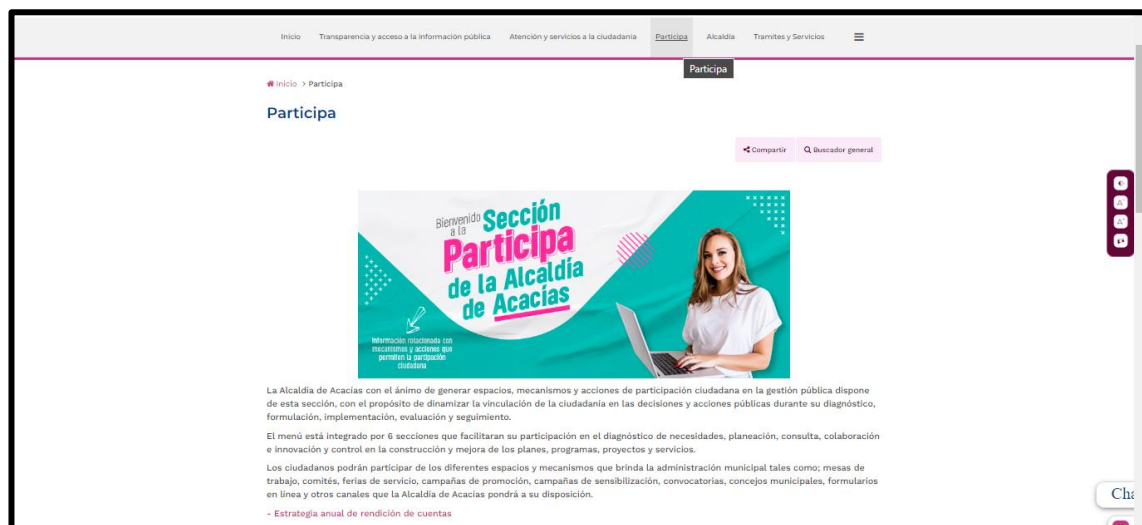 Inicio Transparencia y acceso a la información pública Atención y servicios a la ciudadanía Participa Alcaldía Tramites y Servicios
Participa
Inicio > Participa
Participa
Compartir Buscador general
Bienvenido a la Sección
Participa
de la Alcaldía
de Acacías
Información relacionada con
mecanismos y acciones que
permiten la participación
ciudadana
A-
A+
La Alcaldía de Acacías con el ánimo de generar espacios, mecanismos y acciones de participación ciudadana en la gestión pública dispone
de esta sección, con el propósito de dinamizar la vinculación de la ciudadanía en las decisiones y acciones públicas durante su diagnóstico,
formulación, implementación, evaluación y seguimiento.
El menú está integrado por 6 secciones que facilitaran su participación en el diagnóstico de necesidades, planeación, consulta, colaboración
e innovación y control en la construcción y mejora de los planes, programas, proyectos y servicios.
Los ciudadanos podrán participar de los diferentes espacios y mecanismos que brinda la administración municipal tales como; mesas de
trabajo, comités, ferias de servicio, campañas de promoción, campañas de sensibilización, convocatorias, concejos municipales, formularios
en línea y otros canales que la Alcaldía de Acacías pondrá a su disposición.
- Estrategia anual de rendición de cuentas
Cha